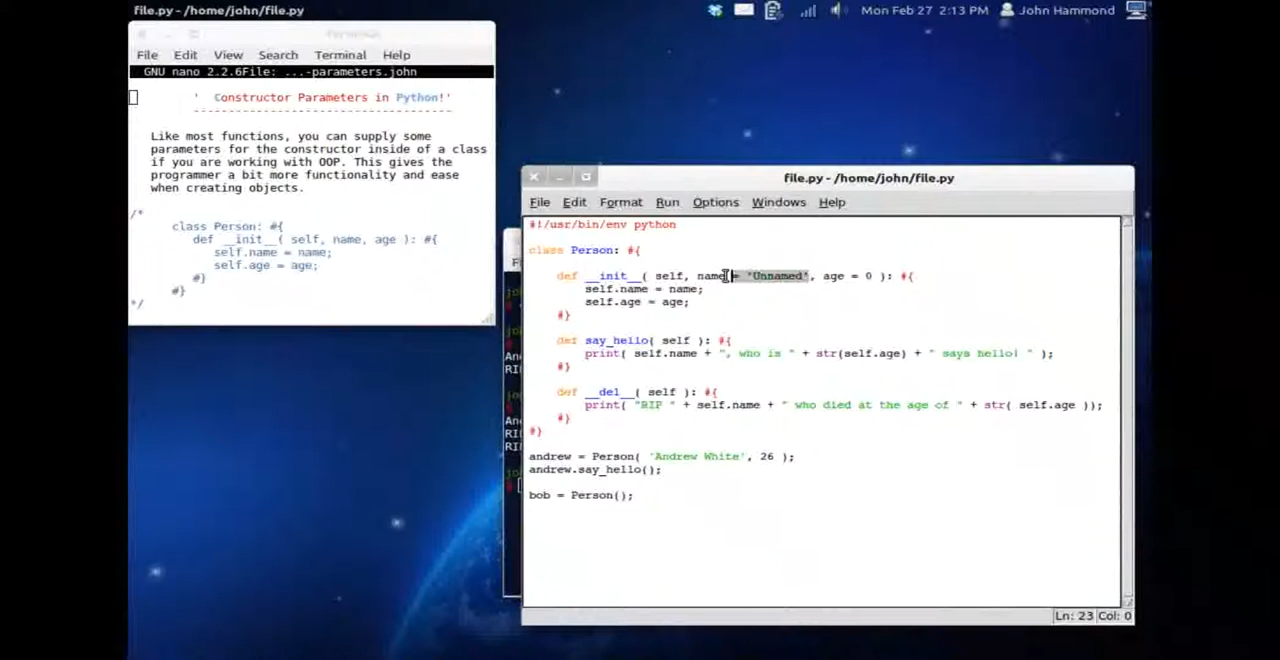 file.py - /home/john/file.py
Mon Feb 27 2:13 PM John Hammond
Terminal
File Edit View Search Terminal Help
GNU nano 2.2.6File: ...-parameters.john
' Constructor Parameters in Python!'
----------------------------------
Like most functions, you can supply some
parameters for the constructor inside of a class
if you are working with OOP. This gives the
programmer a bit more functionality and ease
when creating objects.
/*
class Person: #{
def __init__( self, name, age ): #{
self.name = name;
self.age = age;
#}
#}
*/
file.py - /home/john/file.py
File Edit Format Run Options Windows Help
#!/usr/bin/env python
class Person: #{
def __init__( self, name = 'Unnamed', age = 0 ): #{
self.name = name;
self.age = age;
#}
def say_hello( self ): #{
print( self.name + ", who is " + str(self.age) + " says hello! " );
#}
def __del__( self ): #{
print( "RIP " + self.name + " who died at the age of " + str( self.age ));
#}
#}
andrew = Person( 'Andrew White', 26 );
andrew.say_hello();
bob = Person();
Ln: 23 Col: 0